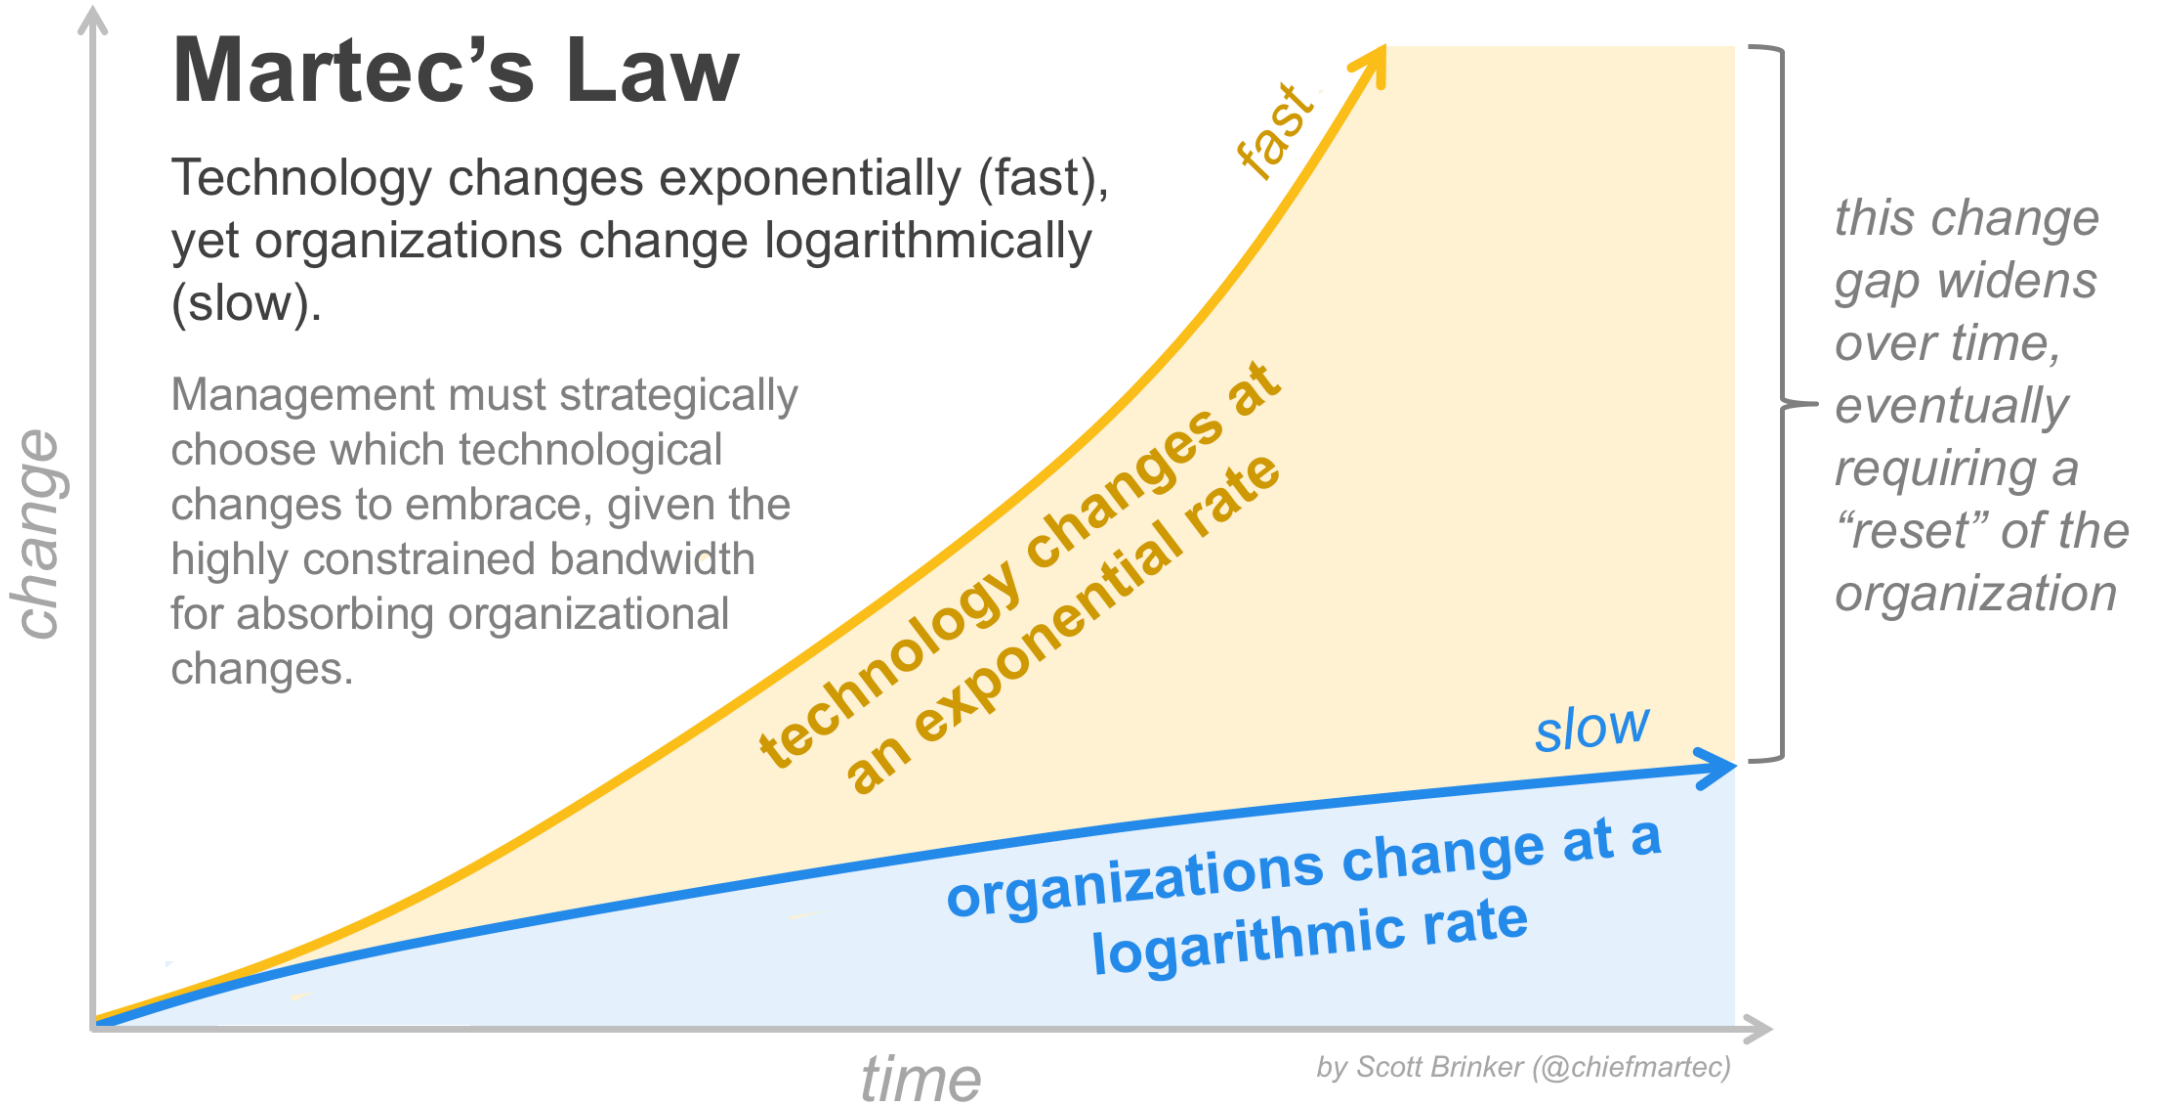 Martec’s Law
Technology changes exponentially (fast),
yet organizations change logarithmically
(slow).
Management must strategically
choose which technological
changes to embrace, given the
highly constrained bandwidth
for absorbing organizational
changes.
change
fast
technology changes at
an exponential rate
slow
organizations change at a
logarithmic rate
this change
gap widens
over time,
eventually
requiring a
“reset” of the
organization
time
by Scott Brinker (@chiefmartec)